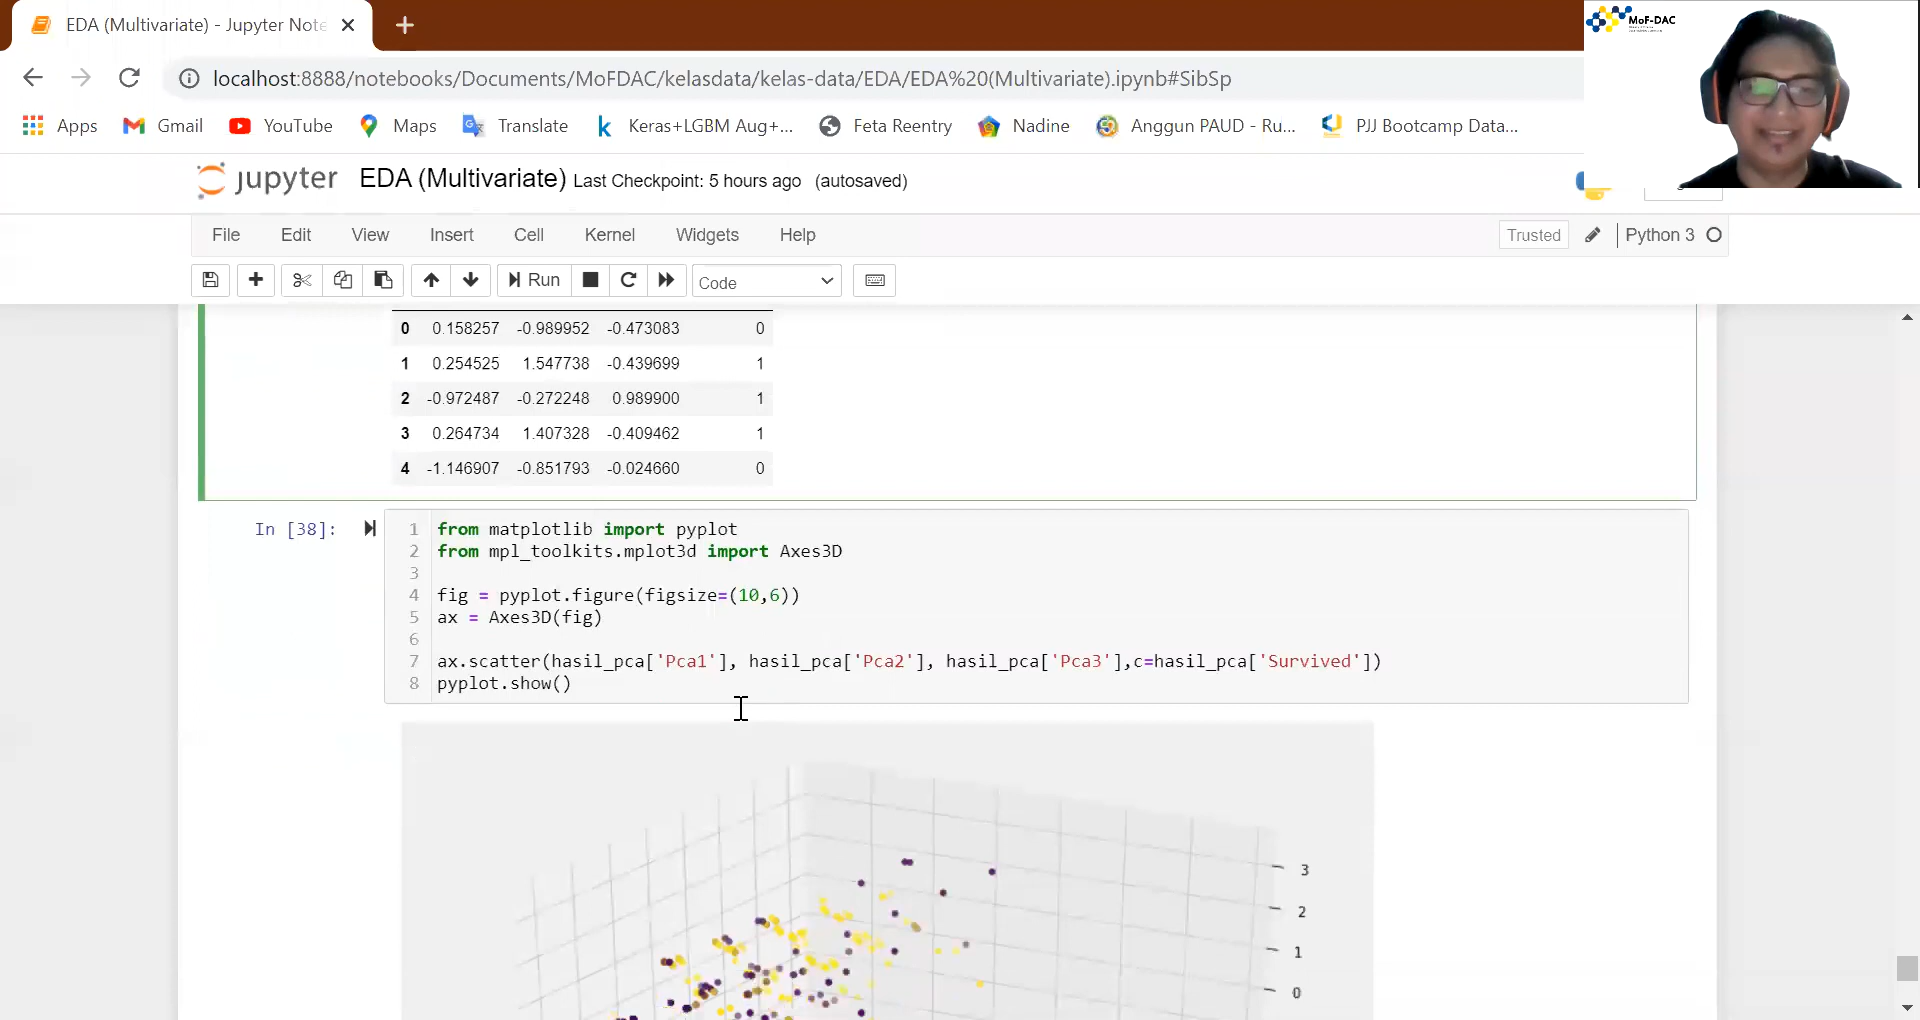 EDA (Multivariate) - Jupyter Note
localhost:8888/notebooks/Documents/MoFDAC/kelasdata/kelas-data/EDA/EDA%20(Multivariate).ipynb#SibSp
Apps Gmail YouTube Maps Translate Keras+LGBM Aug+... Feta Reentry Nadine Anggun PAUD - Ru... PJJ Bootcamp Data...
MoF-DAC
jupyter EDA (Multivariate) Last Checkpoint: 5 hours ago (autosaved)
File Edit View Insert Cell Kernel Widgets Help Trusted Python 3
Run Code
0 0.158257 -0.989952 -0.473083 0
1 0.254525 1.547738 -0.439699 1
2 -0.972487 -0.272248 0.989900 1
3 0.264734 1.407328 -0.409462 1
4 -1.146907 -0.851793 -0.024660 0
In [38]:
1 from matplotlib import pyplot
2 from mpl_toolkits.mplot3d import Axes3D
3
4 fig = pyplot.figure(figsize=(10,6))
5 ax = Axes3D(fig)
6
7 ax.scatter(hasil_pca['Pca1'], hasil_pca['Pca2'], hasil_pca['Pca3'],c=hasil_pca['Survived'])
8 pyplot.show()
3
2
1
0